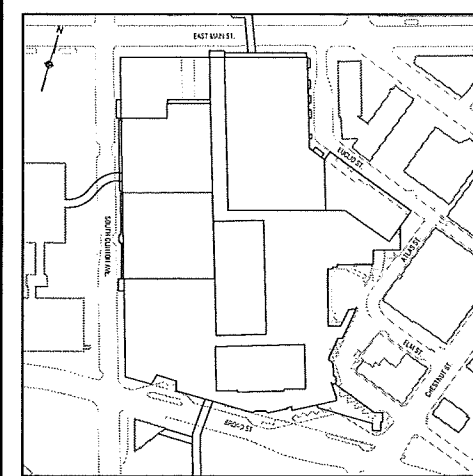 N
EAST MAIN ST.
EUCLID ST.
SOUTH CLINTON AVE.
ATLAS ST.
ELM ST.
CHESTNUT ST.
BROAD ST.